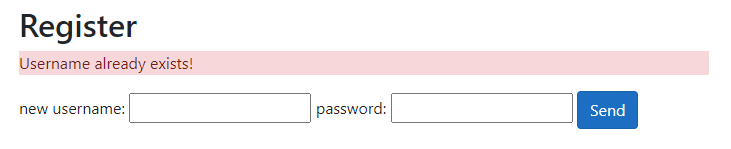 Register
Username already exists!
new username: password: Send